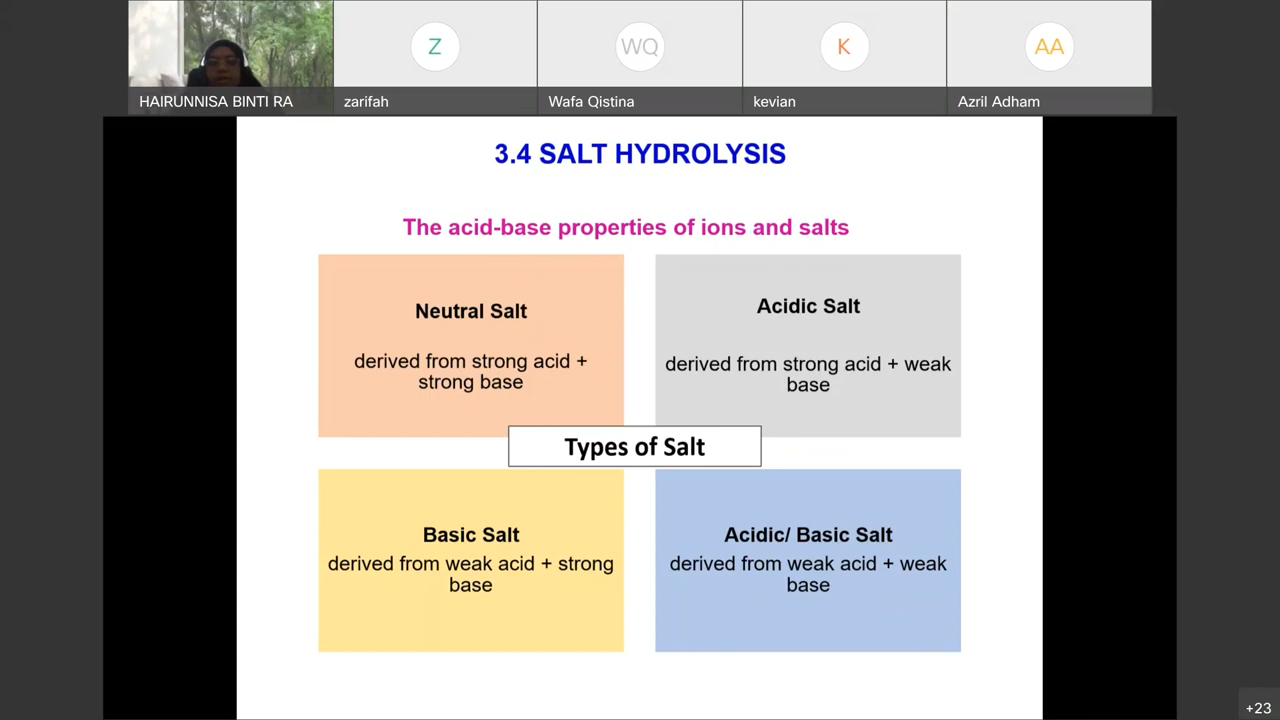 Z
WQ
K
AA
HAIRUNNISA BINTI RA
zarifah
Wafa Qistina
kevian
Azril Adham
3.4 SALT HYDROLYSIS
The acid-base properties of ions and salts
Neutral Salt
derived from strong acid +
strong base
Acidic Salt
derived from strong acid + weak
base
Types of Salt
Basic Salt
derived from weak acid + strong
base
Acidic/ Basic Salt
derived from weak acid + weak
base
+23